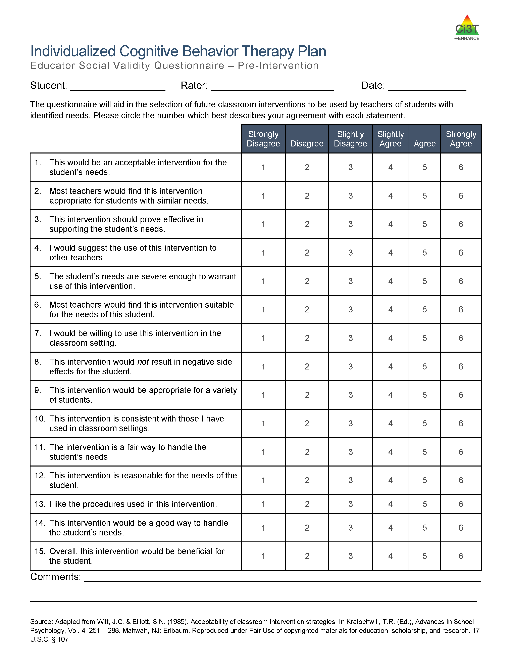 Ci3T
ENHANCE
Individualized Cognitive Behavior Therapy Plan
Educator Social Validity Questionnaire – Pre-Intervention
Student: Rater: Date:
The questionnaire will aid in the selection of future classroom interventions to be used by teachers of students with
identified needs. Please circle the number which best describes your agreement with each statement.
Strongly Disagree Disagree Slightly Disagree Slightly Agree Agree Strongly Agree
1. This would be an acceptable intervention for the
student's needs. 1 2 3 4 5 6
2. Most teachers would find this intervention
appropriate for students with similar needs. 1 2 3 4 5 6
3. This intervention should prove effective in
supporting the student's needs. 1 2 3 4 5 6
4. I would suggest the use of this intervention to
other teachers. 1 2 3 4 5 6
5. The student's needs are severe enough to warrant
use of this intervention. 1 2 3 4 5 6
6. Most teachers would find this intervention suitable
for the needs of this student. 1 2 3 4 5 6
7. I would be willing to use this intervention in the
classroom setting. 1 2 3 4 5 6
8. This intervention would not result in negative side
effects for the student. 1 2 3 4 5 6
9. This intervention would be appropriate for a variety
of students. 1 2 3 4 5 6
10. This intervention is consistent with those I have
used in classroom settings. 1 2 3 4 5 6
11. The intervention is a fair way to handle the
student's needs. 1 2 3 4 5 6
12. This intervention is reasonable for the needs of the
student. 1 2 3 4 5 6
13. I like the procedures used in this intervention. 1 2 3 4 5 6
14. This intervention would be a good way to handle
the student's needs. 1 2 3 4 5 6
15. Overall, this intervention would be beneficial for
the student. 1 2 3 4 5 6
Comments:
Source: Adapted from Witt, J.C. & Elliott, S.N. (1985). Acceptability of classroom intervention strategies. In Kratochwill, T.R. (Ed.), Advances in School
Psychology, Vol. 4, 251 – 288. Mahwah, NJ: Erlbaum. Reproduced under Fair Use of copyrighted materials for education, scholarship, and research. 17
U.S.C. § 107